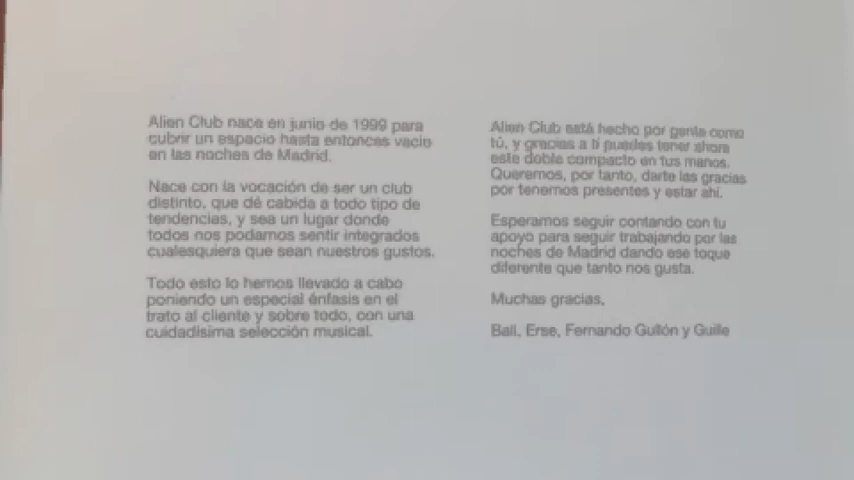 Alien Club nace en junio de 1999 para
cubrir un espacio hasta entonces vacío
en las noches de Madrid.
Nace con la vocación de ser un club
distinto, que dé cabida a todo tipo de
tendencias, y sea un lugar donde
todos nos podamos sentir integrados
cualesquiera que sean nuestros gustos.
Todo esto lo hemos llevado a cabo
poniendo un especial énfasis en el
trato al cliente y sobre todo, con una
cuidadísima selección musical.
Alien Club está hecho por gente como
tú, y gracias a ti puedes tener ahora
este doble compacto en tus manos.
Queremos, por tanto, darte las gracias
por tenernos presentes y estar ahí.
Esperamos seguir contando con tu
apoyo para seguir trabajando por las
noches de Madrid dando ese toque
diferente que tanto nos gusta.
Muchas gracias,
Ball, Erse, Fernando Gullón y Guille